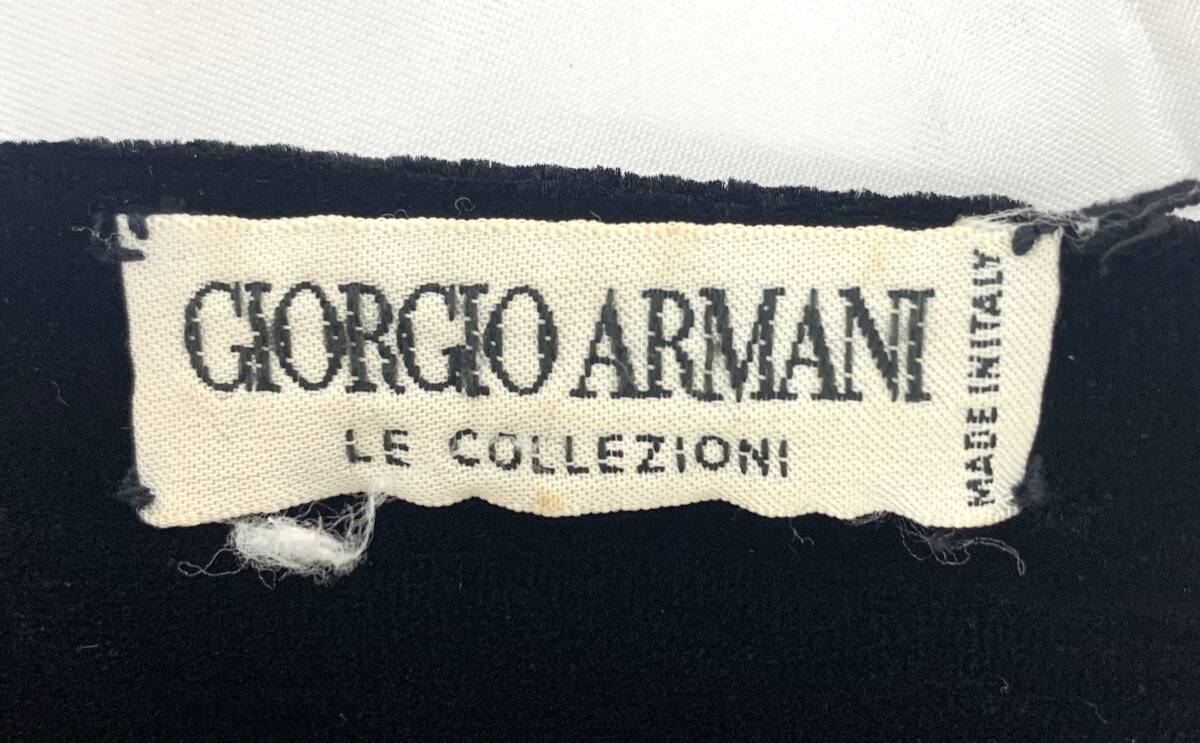 GIORGIO ARMANI
LE COLLEZIONI
MADE IN ITALY